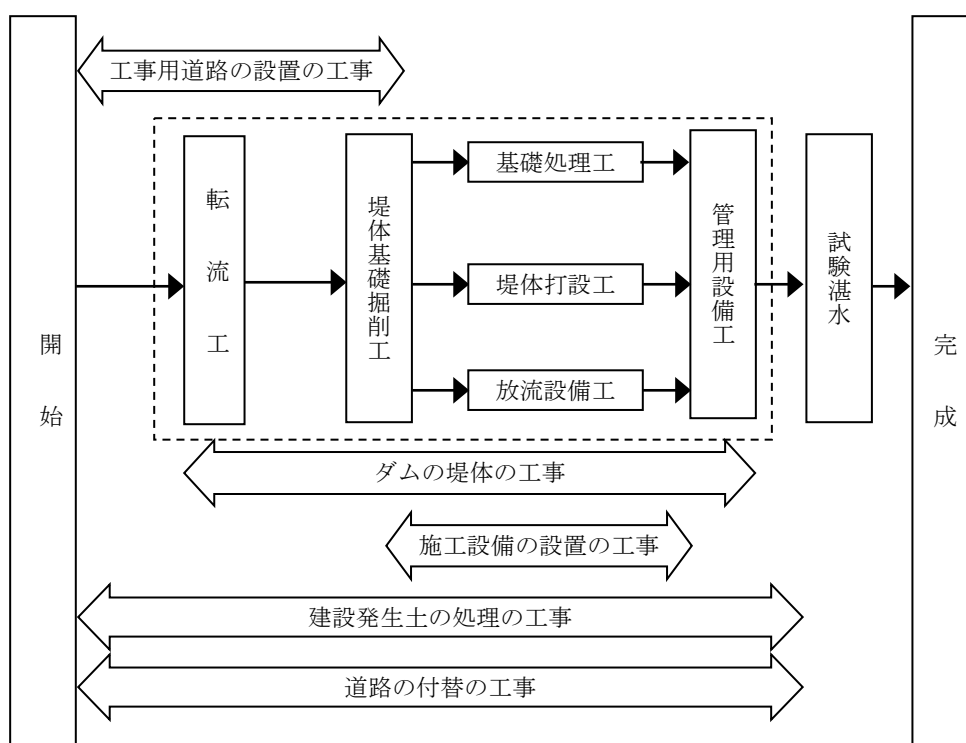 開始
工事用道路の設置の工事
転流工
堤体基礎掘削工
基礎処理工
堤体打設工
放流設備工
管理用設備工
試験湛水
完成
ダムの堤体の工事
施工設備の設置の工事
建設発生土の処理の工事
道路の付替の工事